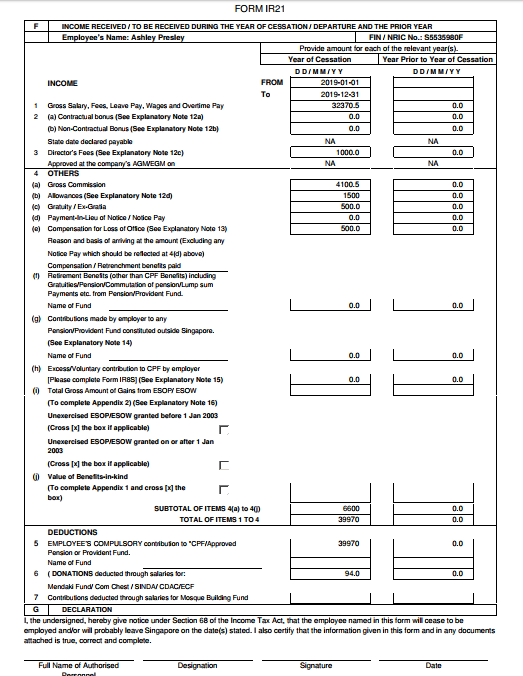 FORM IR21
F INCOME RECEIVED / TO BE RECEIVED DURING THE YEAR OF CESSATION / DEPARTURE AND THE PRIOR YEAR
Employee's Name: Ashley Presley FIN / NRIC No.: S5535980F
Provide amount for each of the relevant year(s).
Year of Cessation Year Prior to Year of Cessation
D D / M M / Y Y D D / M M / Y Y
INCOME FROM 2019-01-01
To 2019-12-31
1 Gross Salary, Fees, Leave Pay, Wages and Overtime Pay 32370.5 0.0
2 (a) Contractual bonus (See Explanatory Note 12a) 0.0 0.0
(b) Non-Contractual Bonus (See Explanatory Note 12b) 0.0 0.0
State date declared payable NA NA
3 Director's Fees (See Explanatory Note 12c) 1000.0 0.0
Approved at the company's AGM/EGM on NA NA
4 OTHERS
(a) Gross Commission 4100.5 0.0
(b) Allowances (See Explanatory Note 12d) 1500 0.0
(c) Gratuity / Ex-Gratia 500.0 0.0
(d) Payment-In-Lieu of Notice / Notice Pay 0.0 0.0
(e) Compensation for Loss of Office (See Explanatory Note 13) 500.0 0.0
Reason and basis of arriving at the amount (Excluding any
Notice Pay which should be reflected at 4(d) above)
Compensation / Retrenchment benefits paid
(f) Retirement Benefits (other than CPF Benefits) including
Gratuities/Pension/Commutation of pension/Lump sum
Payments etc. from Pension/Provident Fund.
Name of Fund 0.0 0.0
(g) Contributions made by employer to any
Pension/Provident Fund constituted outside Singapore.
(See Explanatory Note 14)
Name of Fund 0.0 0.0
(h) Excess/Voluntary contribution to CPF by employer
[Please complete Form IR8S] (See Explanatory Note 15) 0.0 0.0
(i) Total Gross Amount of Gains from ESOP/ ESOW
(To complete Appendix 2) (See Explanatory Note 16)
Unexercised ESOP/ESOW granted before 1 Jan 2003
(Cross [x] the box if applicable)
Unexercised ESOP/ESOW granted on or after 1 Jan
2003
(Cross [x] the box if applicable)
(j) Value of Benefits-in-kind
(To complete Appendix 1 and cross [x] the
box)
SUBTOTAL OF ITEMS 4(a) to 4(j) 6600 0.0
TOTAL OF ITEMS 1 TO 4 39970 0.0
DEDUCTIONS
5 EMPLOYEE'S COMPULSORY contribution to *CPF/Approved 39970 0.0
Pension or Provident Fund.
Name of Fund
6 ( DONATIONS deducted through salaries for: 94.0 0.0
Mendaki Fund/ Com Chest / SINDA/ CDAC/ECF
7 Contributions deducted through salaries for Mosque Building Fund
G DECLARATION
I, the undersigned, hereby give notice under Section 68 of the Income Tax Act, that the employee named in this form will cease to be
employed and/or will probably leave Singapore on the date(s) stated. I also certify that the information given in this form and in any documents
attached is true, correct and complete.
Full Name of Authorised Designation Signature Date
Personnel